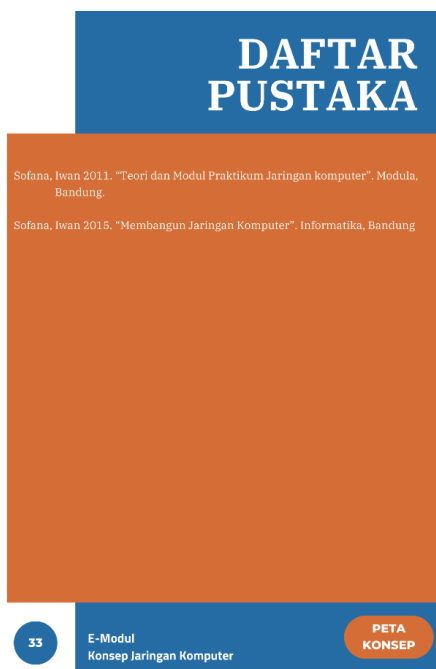 DAFTAR
PUSTAKA
Sofana, Iwan 2011. “Teori dan Modul Praktikum Jaringan komputer”. Modula,
Bandung.
Sofana, Iwan 2015. “Membangun Jaringan Komputer”. Informatika, Bandung
33
E-Modul
Konsep Jaringan Komputer
PETA
KONSEP